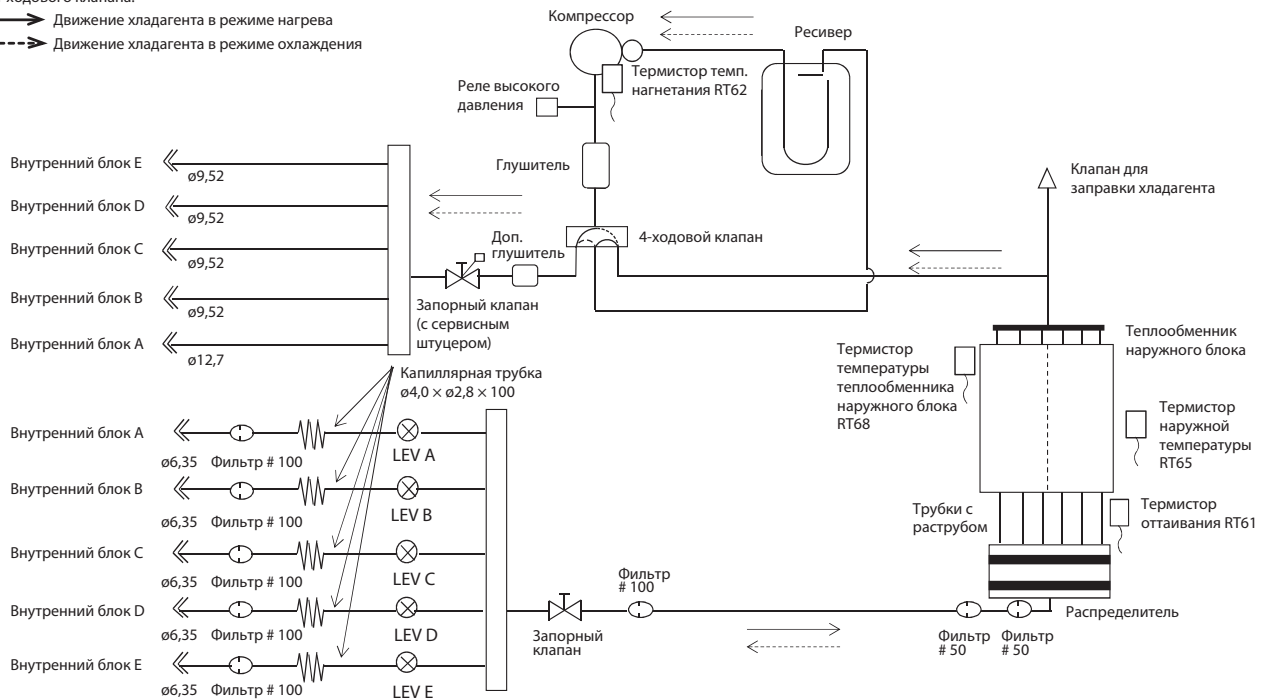 ходового клапана.
Движение хладагента в режиме нагрева
Движение хладагента в режиме охлаждения
Компрессор
Ресивер
Термистор темп.
нагнетания RT62
Реле высокого
давления
Глушитель
Клапан для
заправки хладагента
4-ходовой клапан
Доп.
глушитель
Запорный клапан
(с сервисным
штуцером)
Внутренний блок E
ø9,52
Внутренний блок D
ø9,52
Внутренний блок C
ø9,52
Внутренний блок B
ø9,52
Внутренний блок A
ø12,7
Теплообменник
наружного блока
Термистор
температуры
теплообменника
наружного блока
RT68
Термистор
наружной
температуры
RT65
Капиллярная трубка
ø4,0 × ø2,8 × 100
Внутренний блок A
ø6,35 Фильтр # 100
LEV A
Внутренний блок B
ø6,35 Фильтр # 100
LEV B
Внутренний блок C
ø6,35 Фильтр # 100
LEV C
Внутренний блок D
ø6,35 Фильтр # 100
LEV D
Внутренний блок E
ø6,35 Фильтр # 100
LEV E
Трубки с
раструбом
Термистор
оттаивания RT61
Фильтр
# 100
Запорный
клапан
Распределитель
Фильтр
# 50
Фильтр
# 50